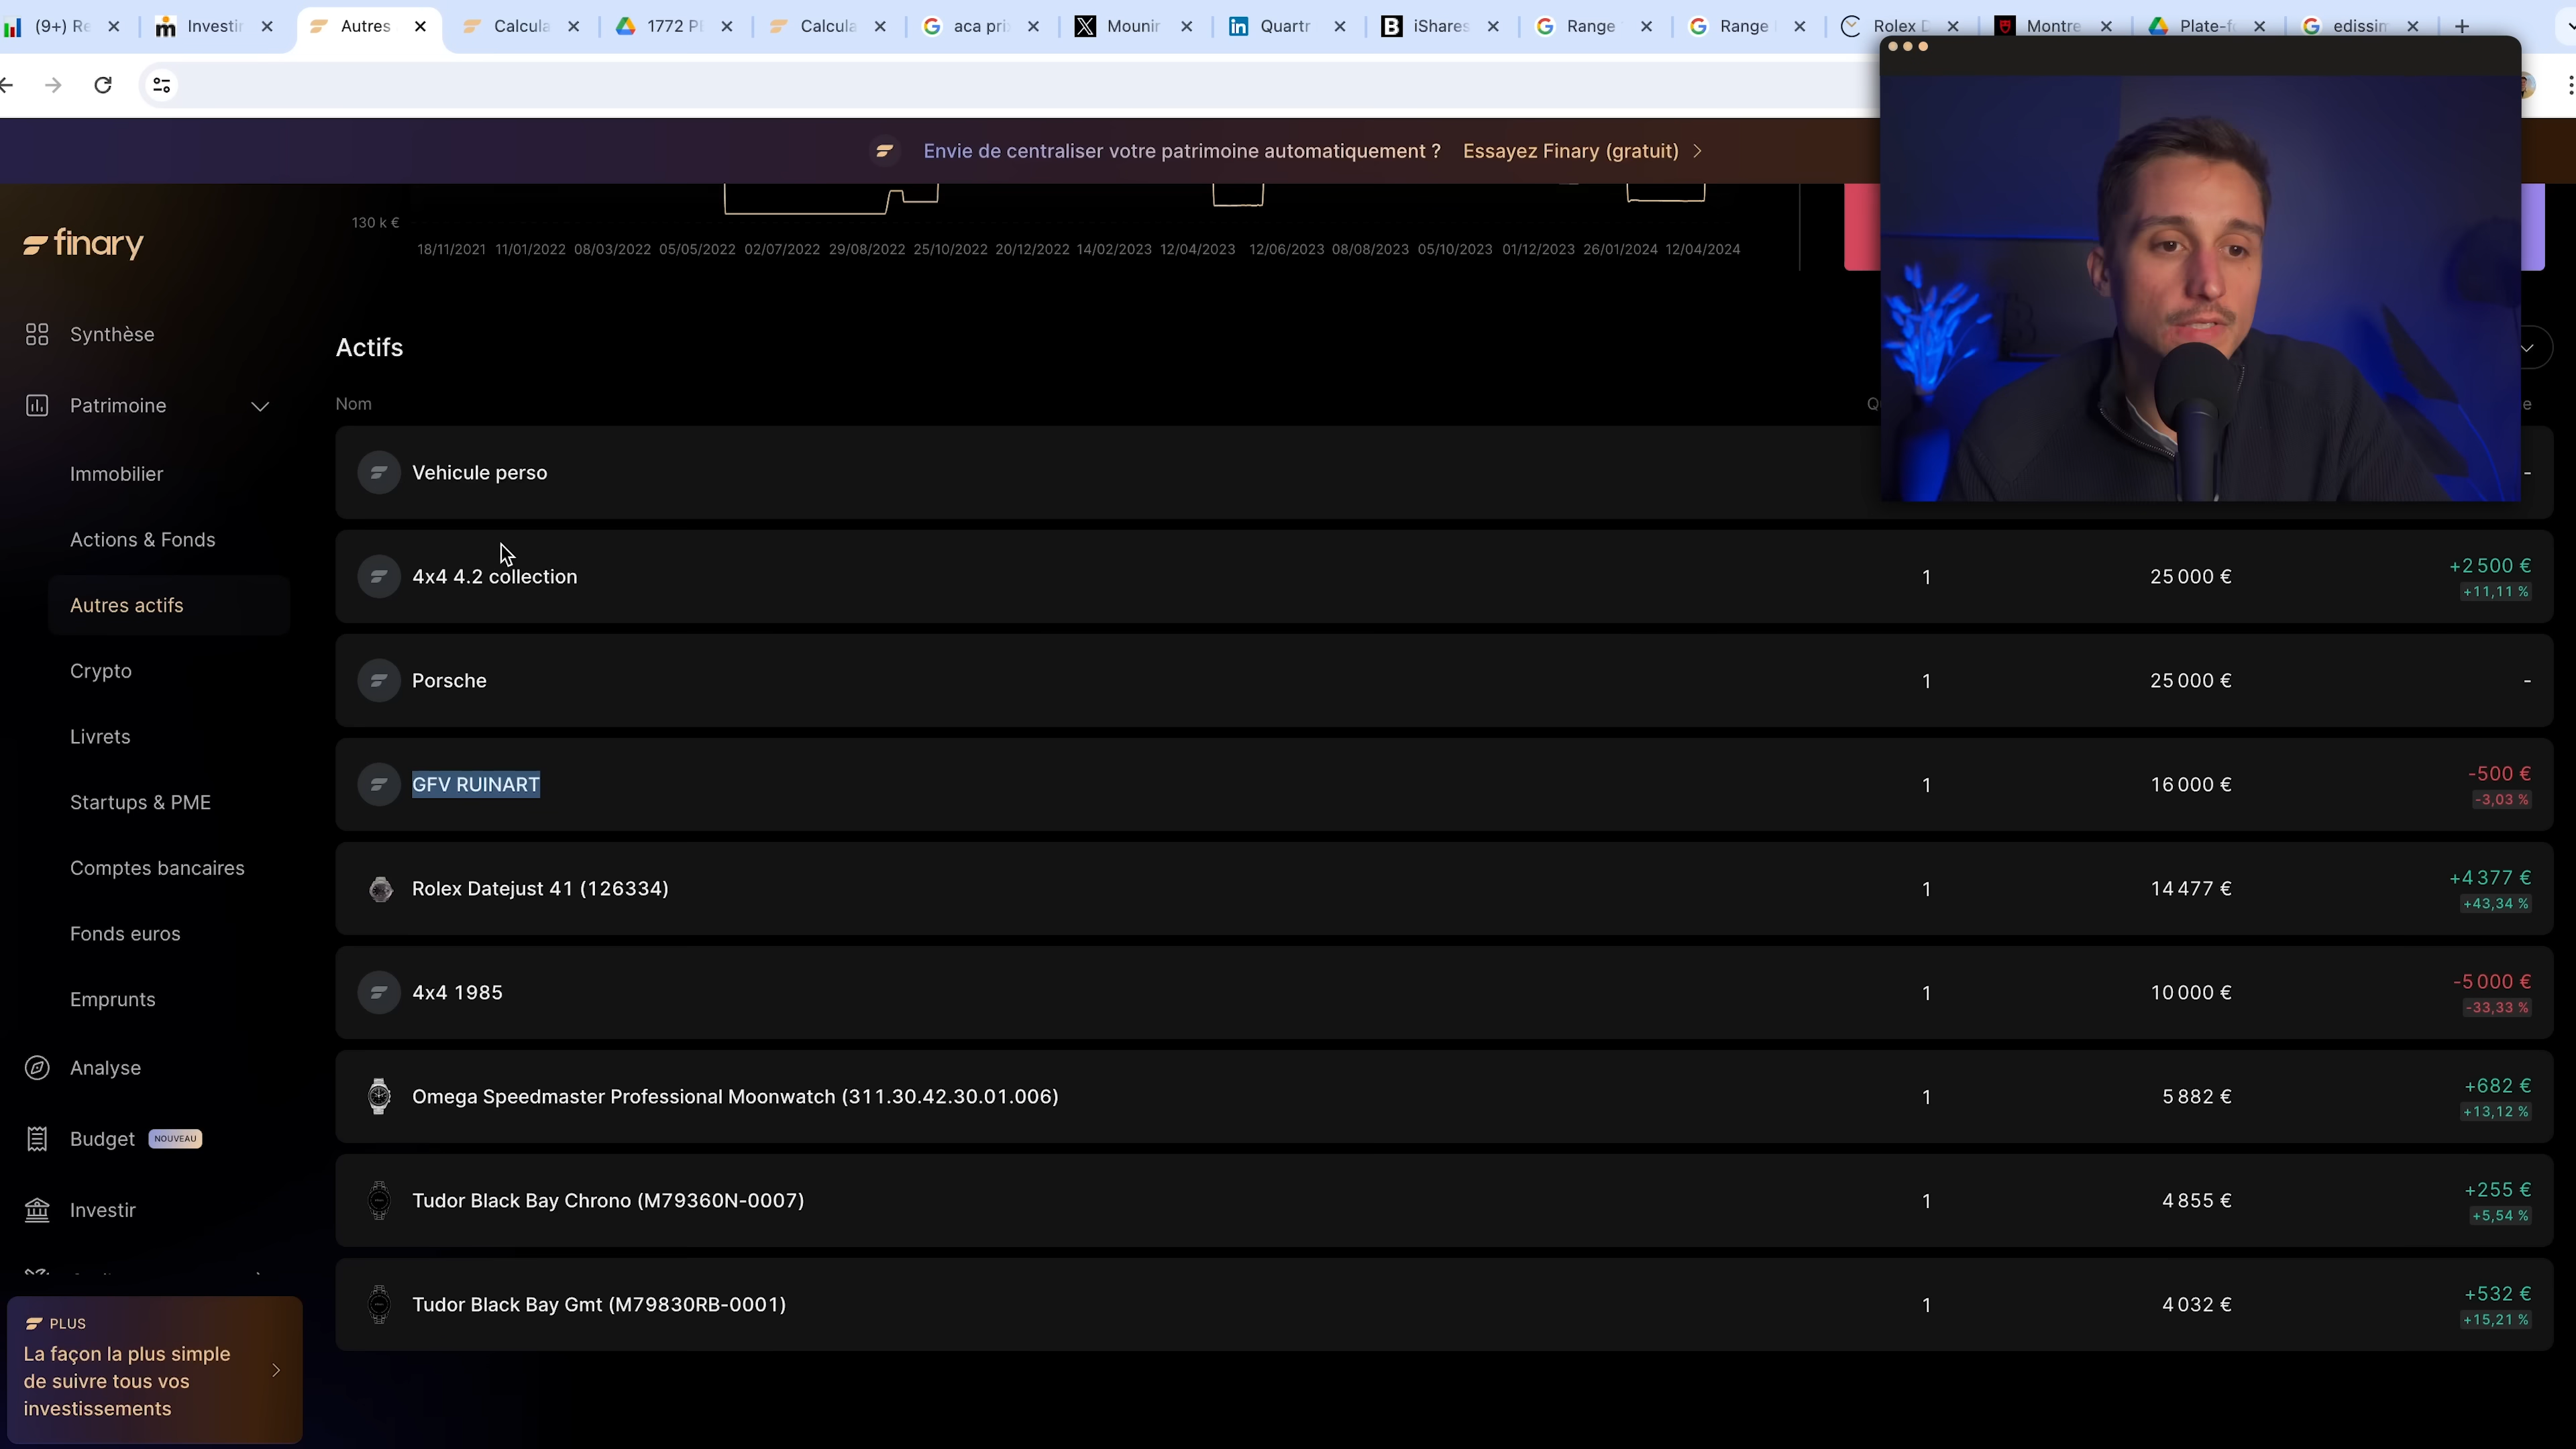 (9+) Re
Investir
Autres
Calcula
1772 Pl
Calcula
aca pri
Mounir
Quartr
iShares
Range
Range
Rolex D
Montre
Plate-f
edissim
Envie de centraliser votre patrimoine automatiquement ? Essayez Finary (gratuit)
finary
130 k €
18/11/2021 11/01/2022 08/03/2022 05/05/2022 02/07/2022 29/08/2022 25/10/2022 20/12/2022 14/02/2023 12/04/2023 12/06/2023 08/08/2023 05/10/2023 01/12/2023 26/01/2024 12/04/2024
Synthèse
Patrimoine
Immobilier
Actions & Fonds
Autres actifs
Crypto
Livrets
Startups & PME
Comptes bancaires
Fonds euros
Emprunts
Analyse
Budget NOUVEAU
Investir
PLUS
La façon la plus simple
de suivre tous vos
investissements
Actifs
Nom
Vehicule perso -
4x4 4.2 collection 1 25 000 € +2 500 €
+11,11 %
Porsche 1 25 000 € -
GFV RUINART 1 16 000 € -500 €
-3,03 %
Rolex Datejust 41 (126334) 1 14 477 € +4 377 €
+43,34 %
4x4 1985 1 10 000 € -5 000 €
-33,33 %
Omega Speedmaster Professional Moonwatch (311.30.42.30.01.006) 1 5 882 € +682 €
+13,12 %
Tudor Black Bay Chrono (M79360N-0007) 1 4 855 € +255 €
+5,54 %
Tudor Black Bay Gmt (M79830RB-0001) 1 4 032 € +532 €
+15,21 %